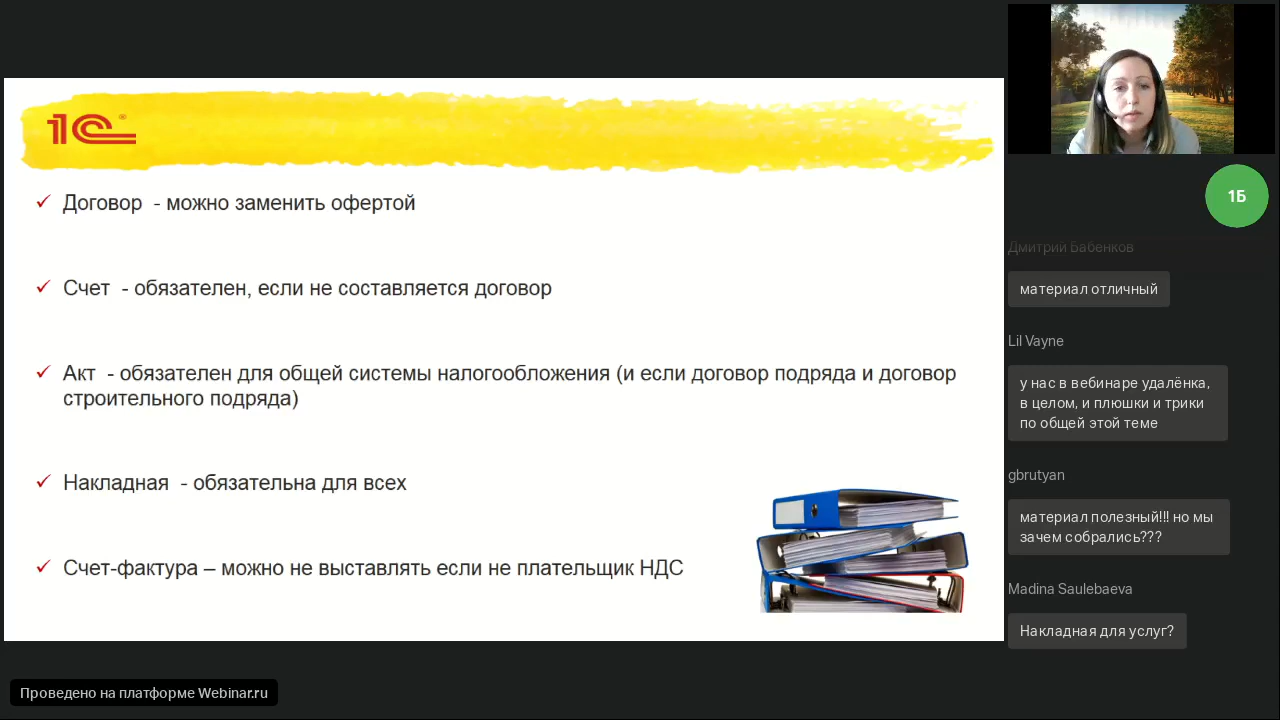 1С®
Договор - можно заменить офертой
Счет - обязателен, если не составляется договор
Акт - обязателен для общей системы налогообложения (и если договор подряда и договор
строительного подряда)
Накладная - обязательна для всех
Счет-фактура – можно не выставлять если не плательщик НДС
1Б
Дмитрий Бабенков
материал отличный
Lil Vayne
у нас в вебинаре удалёнка,
в целом, и плюшки и трики
по общей этой теме
gbrutyan
материал полезный!!! но мы
зачем собрались???
Madina Saulebaeva
Накладная для услуг?
Проведено на платформе Webinar.ru